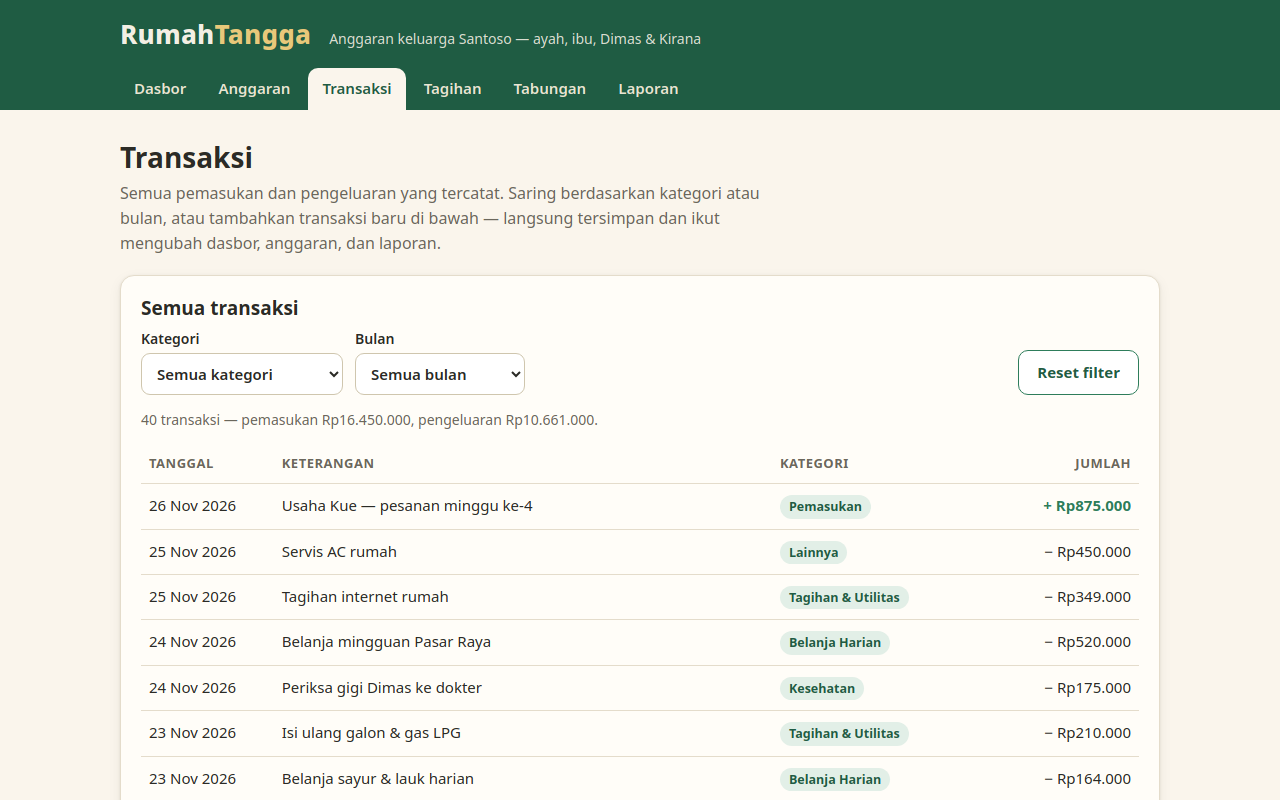 RumahTangga Anggaran keluarga Santoso — ayah, ibu, Dimas & Kirana
Dasbor Anggaran Transaksi Tagihan Tabungan Laporan
Transaksi
Semua pemasukan dan pengeluaran yang tercatat. Saring berdasarkan kategori atau
bulan, atau tambahkan transaksi baru di bawah — langsung tersimpan dan ikut
mengubah dasbor, anggaran, dan laporan.
Semua transaksi
Kategori Bulan
Semua kategori Semua bulan Reset filter
40 transaksi — pemasukan Rp16.450.000, pengeluaran Rp10.661.000.
TANGGAL KETERANGAN KATEGORI JUMLAH
26 Nov 2026 Usaha Kue — pesanan minggu ke-4 Pemasukan + Rp875.000
25 Nov 2026 Servis AC rumah Lainnya − Rp450.000
25 Nov 2026 Tagihan internet rumah Tagihan & Utilitas − Rp349.000
24 Nov 2026 Belanja mingguan Pasar Raya Belanja Harian − Rp520.000
24 Nov 2026 Periksa gigi Dimas ke dokter Kesehatan − Rp175.000
23 Nov 2026 Isi ulang galon & gas LPG Tagihan & Utilitas − Rp210.000
23 Nov 2026 Belanja sayur & lauk harian Belanja Harian − Rp164.000